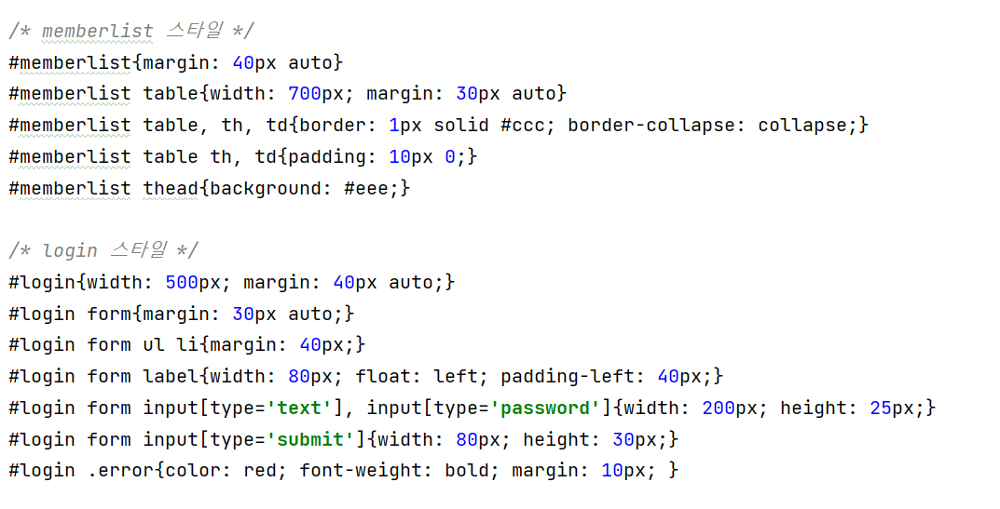 /* memberlist 스타일 */
#memberlist{margin: 40px auto}
#memberlist table{width: 700px; margin: 30px auto}
#memberlist table, th, td{border: 1px solid #ccc; border-collapse: collapse;}
#memberlist table th, td{padding: 10px 0;}
#memberlist thead{background: #eee;}
/* login 스타일 */
#login{width: 500px; margin: 40px auto;}
#login form{margin: 30px auto;}
#login form ul li{margin: 40px;}
#login form label{width: 80px; float: left; padding-left: 40px;}
#login form input[type='text'], input[type='password']{width: 200px; height: 25px;}
#login form input[type='submit']{width: 80px; height: 30px;}
#login .error{color: red; font-weight: bold; margin: 10px; }